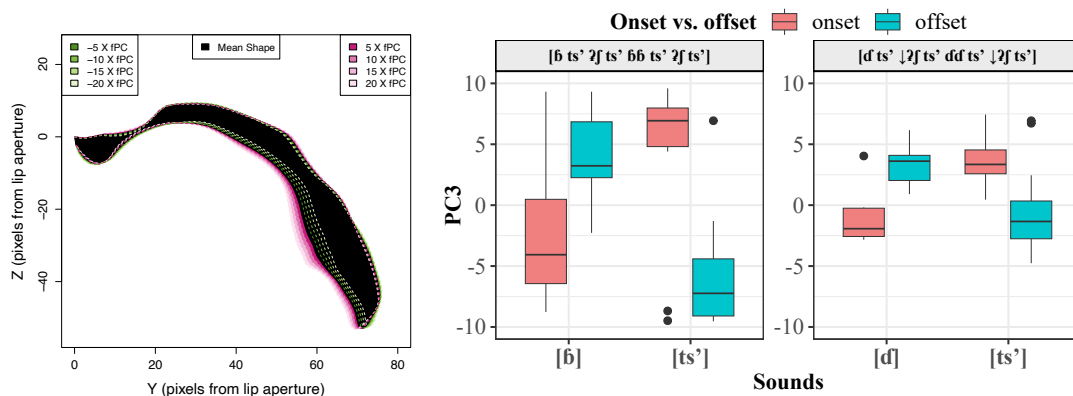 −5 X fPC
−10 X fPC
−15 X fPC
−20 X fPC
Mean Shape
5 X fPC
10 X fPC
15 X fPC
20 X fPC
Z (pixels from lip aperture)
20
0
−20
−40
0 20 40 60 80
Y (pixels from lip aperture)
Onset vs. offset onset offset
[ɓ ts’ ʔʃ ts’ ɓɓ ts’ ʔʃ ts’]
[ɗ ts’ ↓ʔʃ ts’ ɗɗ ts’ ↓ʔʃ ts’]
PC3
10
5
0
-5
-10
10
5
0
-5
-10
[ɓ] [ts’] [ɗ] [ts’]
Sounds